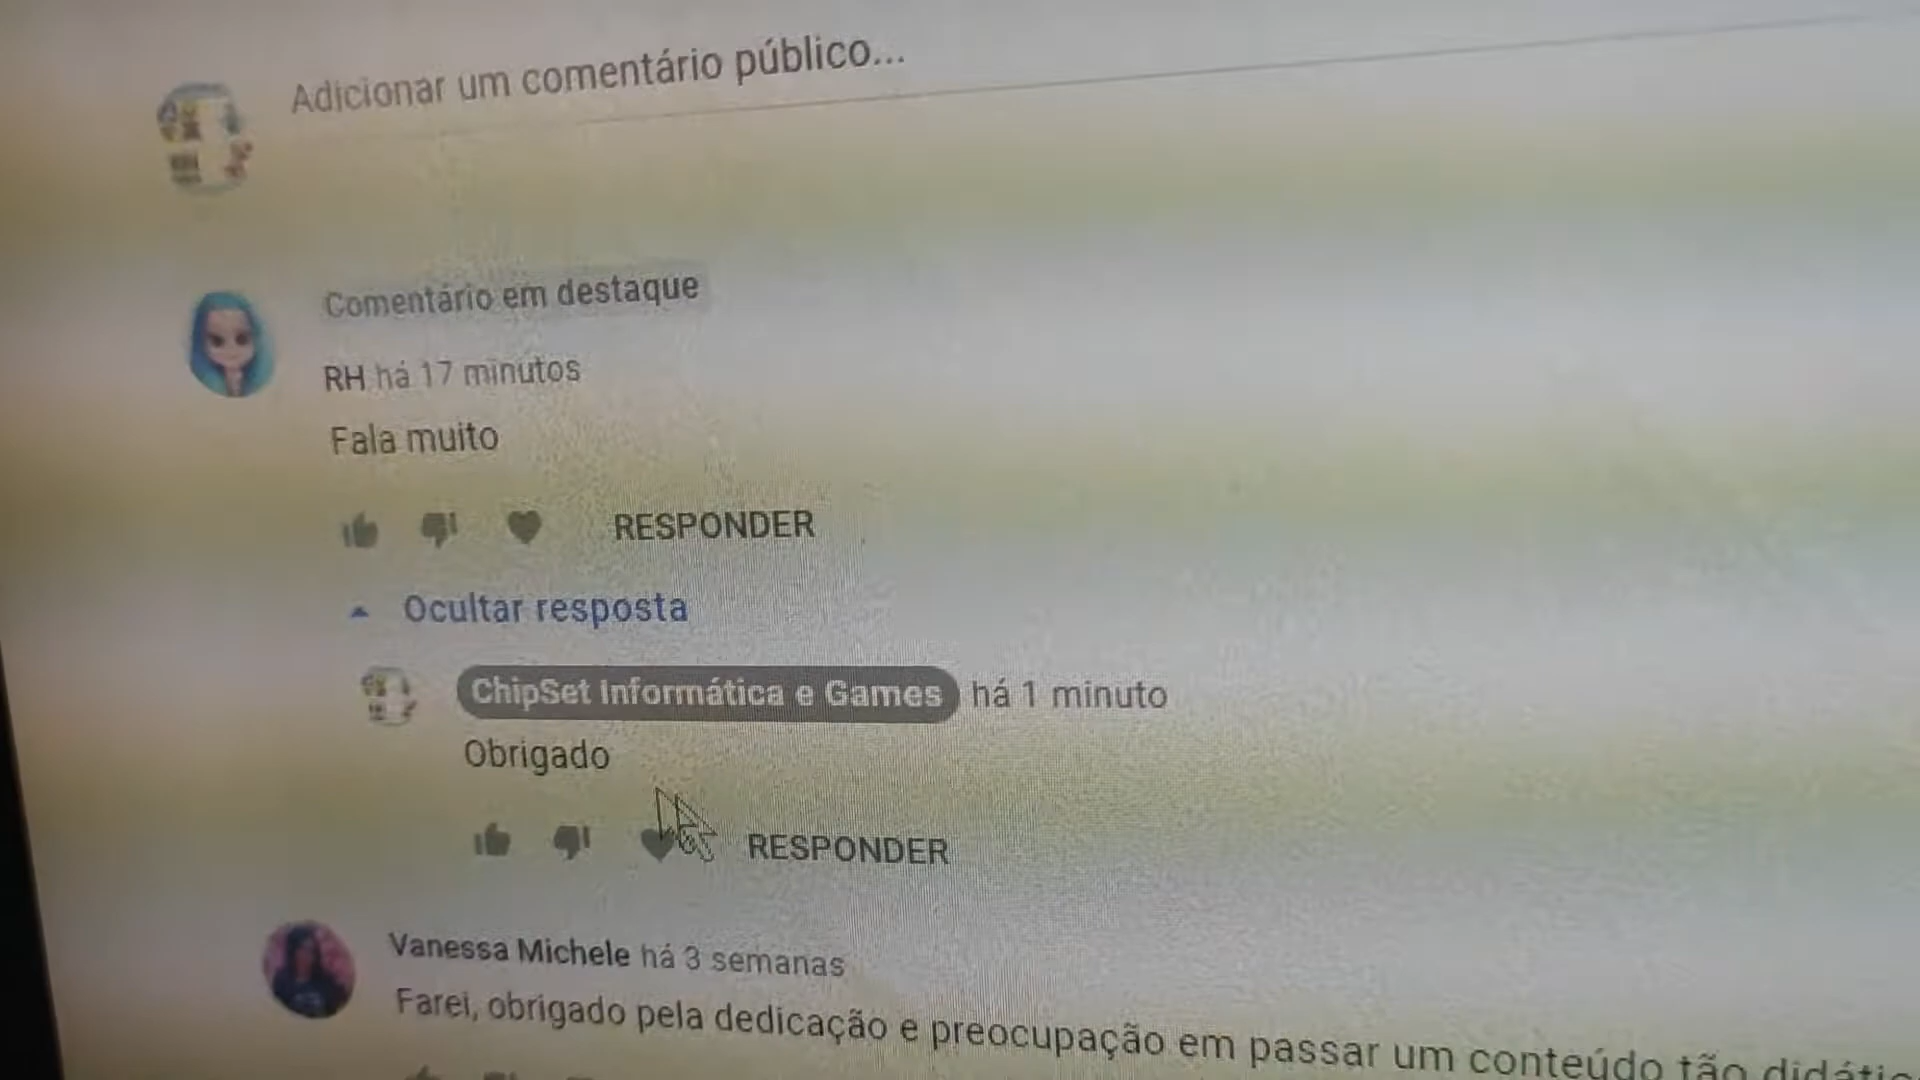 Adicionar um comentário público...
Comentário em destaque
RH há 17 minutos
Fala muito
RESPONDER
Ocultar resposta
ChipSet Informática e Games há 1 minuto
Obrigado
RESPONDER
Vanessa Michele há 3 semanas
Farei, obrigado pela dedicação e preocupação em passar um conteúdo tão